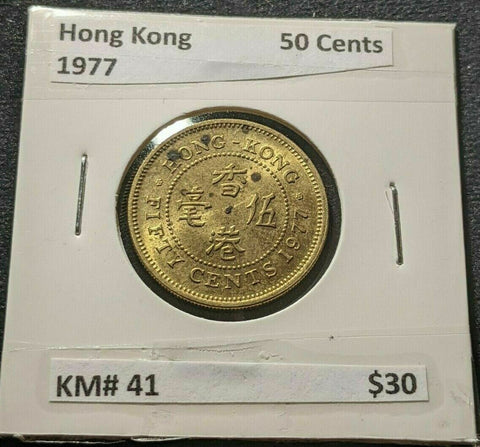 Hong Kong 50 Cents
1977
HONG-KONG
香
毫 伍
港
FIFTY CENTS 1977
KM# 41 $30